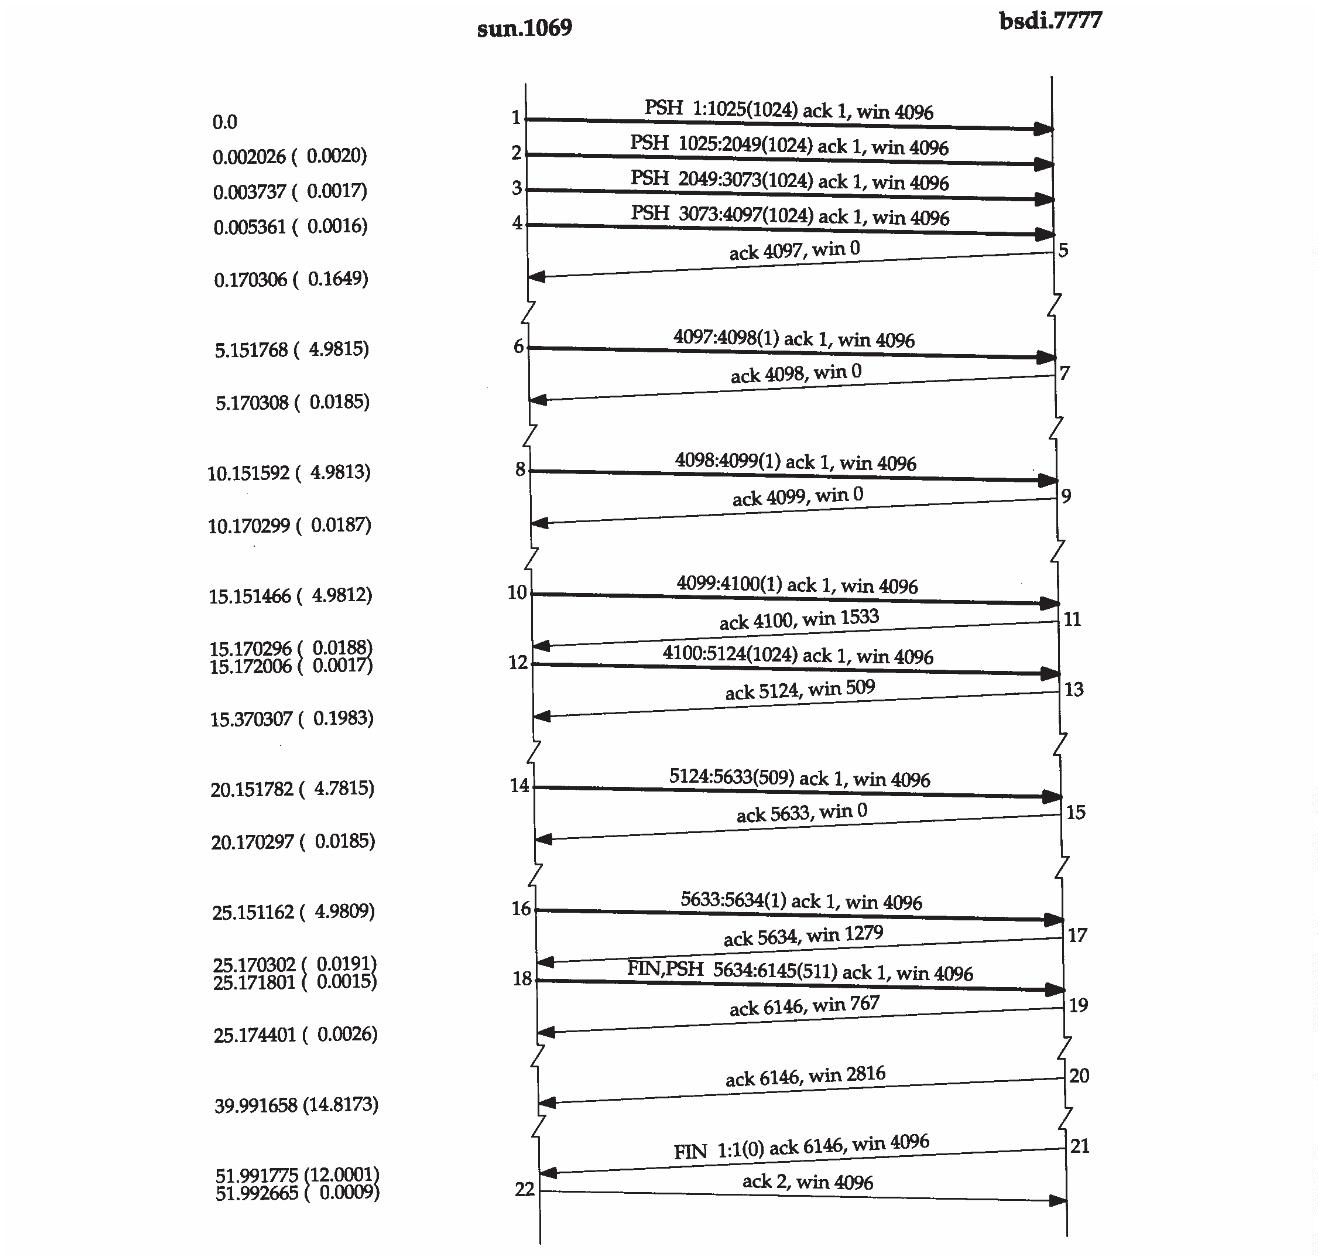 sun.1069 bsdi.7777
0.0 1 PSH 1:1025(1024) ack 1, win 4096
0.002026 ( 0.0020) 2 PSH 1025:2049(1024) ack 1, win 4096
0.003737 ( 0.0017) 3 PSH 2049:3073(1024) ack 1, win 4096
0.005361 ( 0.0016) 4 PSH 3073:4097(1024) ack 1, win 4096
ack 4097, win 0 5
0.170306 ( 0.1649)
5.151768 ( 4.9815) 6 4097:4098(1) ack 1, win 4096
ack 4098, win 0 7
5.170308 ( 0.0185)
10.151592 ( 4.9813) 8 4098:4099(1) ack 1, win 4096
ack 4099, win 0 9
10.170299 ( 0.0187)
15.151466 ( 4.9812) 10 4099:4100(1) ack 1, win 4096
ack 4100, win 1533 11
15.170296 ( 0.0188)
15.172006 ( 0.0017) 12 4100:5124(1024) ack 1, win 4096
ack 5124, win 509 13
15.370307 ( 0.1983)
20.151782 ( 4.7815) 14 5124:5633(509) ack 1, win 4096
ack 5633, win 0 15
20.170297 ( 0.0185)
25.151162 ( 4.9809) 16 5633:5634(1) ack 1, win 4096
ack 5634, win 1279 17
25.170302 ( 0.0191)
25.171801 ( 0.0015) 18 FIN,PSH 5634:6145(511) ack 1, win 4096
ack 6146, win 767 19
25.174401 ( 0.0026)
ack 6146, win 2816 20
39.991658 (14.8173)
FIN 1:1(0) ack 6146, win 4096 21
51.991775 (12.0001)
51.992665 ( 0.0009) 22 ack 2, win 4096